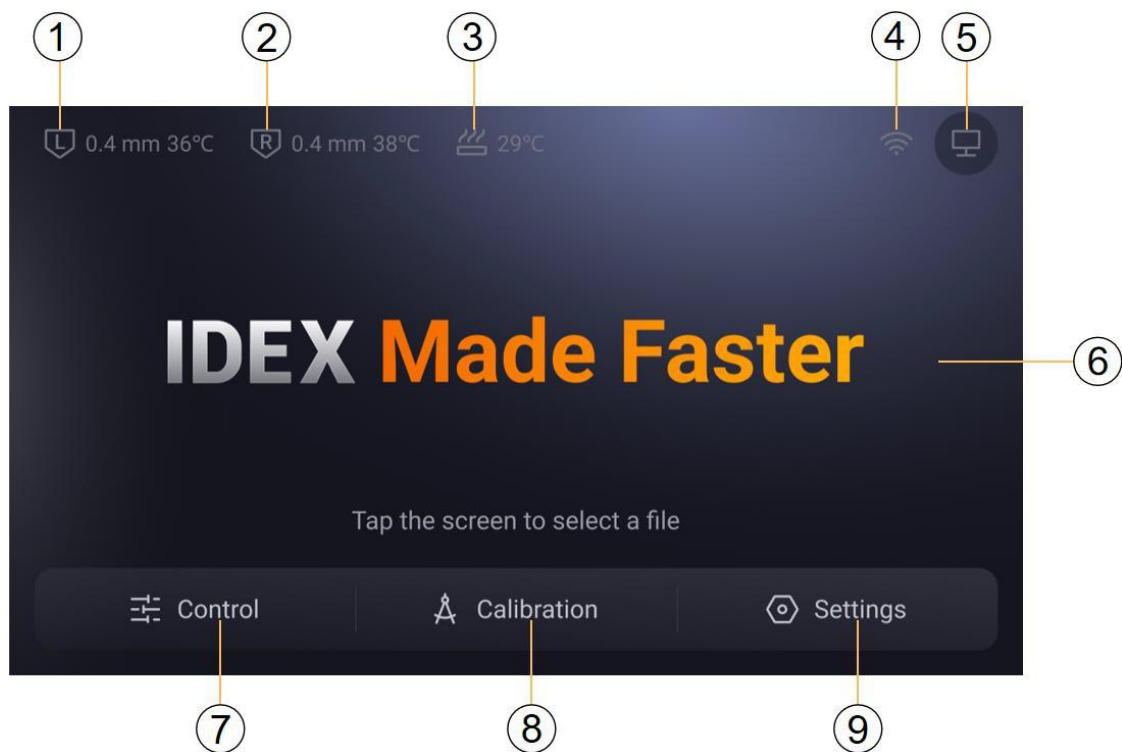 1 2 3 4 5
L 0.4 mm 36°C R 0.4 mm 38°C 29°C
IDEX Made Faster
6
Tap the screen to select a file
Control Calibration Settings
7 8 9